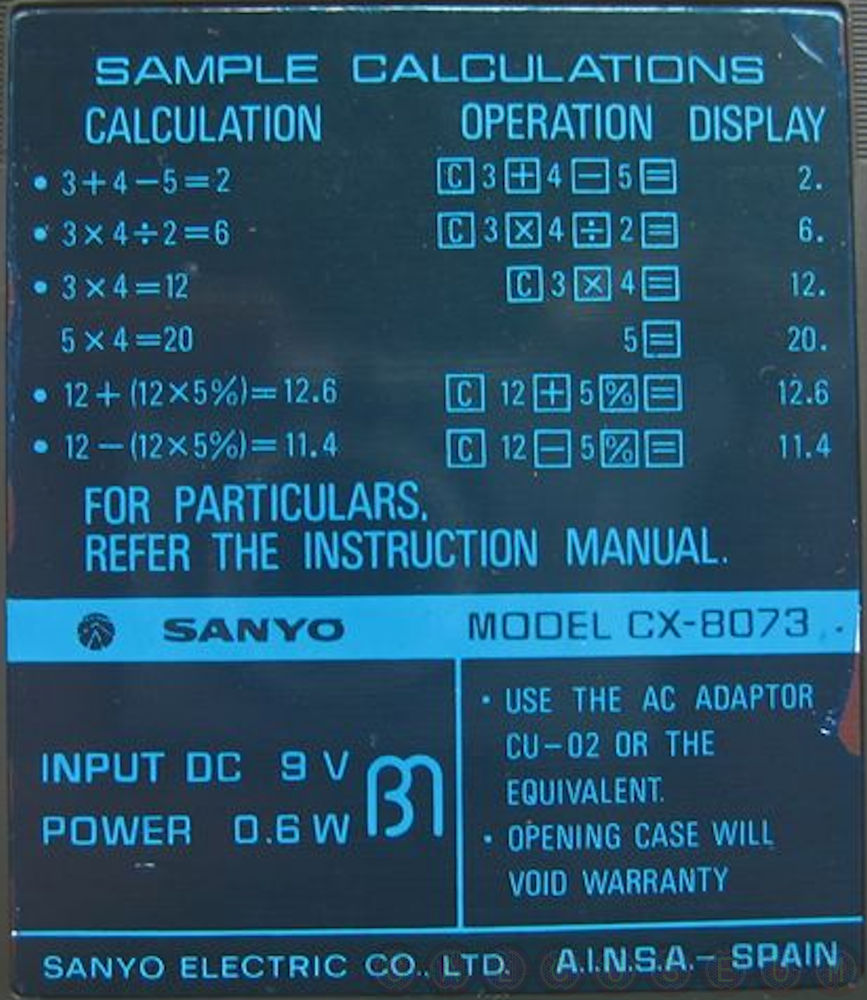 SAMPLE CALCULATIONS
CALCULATION OPERATION DISPLAY
• 3+4−5=2 C 3 + 4 − 5 = 2.
• 3×4÷2=6 C 3 × 4 ÷ 2 = 6.
• 3×4=12 C 3 × 4 = 12.
5×4=20 5 = 20.
• 12+(12×5%)=12.6 C 12 + 5 % = 12.6
• 12−(12×5%)=11.4 C 12 − 5 % = 11.4
FOR PARTICULARS.
REFER THE INSTRUCTION MANUAL.
SANYO MODEL CX-8073
INPUT DC 9 V
POWER 0.6 W
• USE THE AC ADAPTOR
CU-02 OR THE
EQUIVALENT.
• OPENING CASE WILL
VOID WARRANTY
SANYO ELECTRIC CO., LTD. A.I.N.S.A.- SPAIN